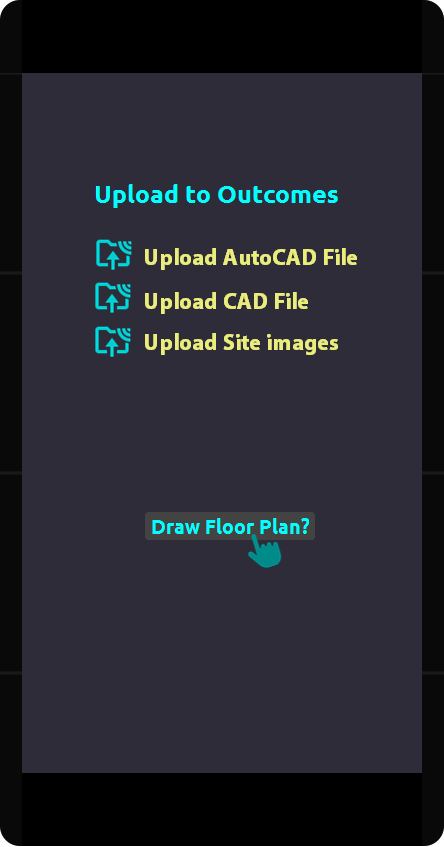 Upload to Outcomes
Upload AutoCAD File
Upload CAD File
Upload Site images
Draw Floor Plan?